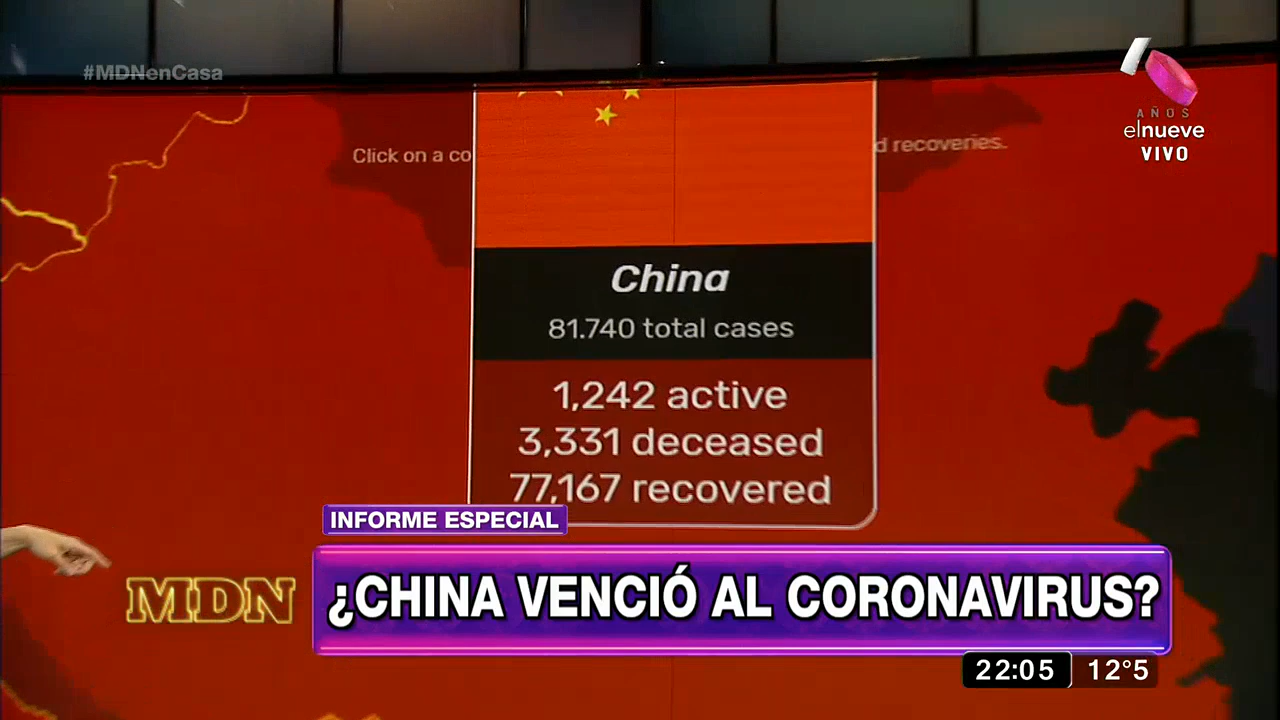 #MDNenCasa
AÑOS
elnueve
VIVO
Click on a co
d recoveries.
China
81.740 total cases
1,242 active
3,331 deceased
77,167 recovered
INFORME ESPECIAL
MDN
¿CHINA VENCIÓ AL CORONAVIRUS?
22:05 12°5